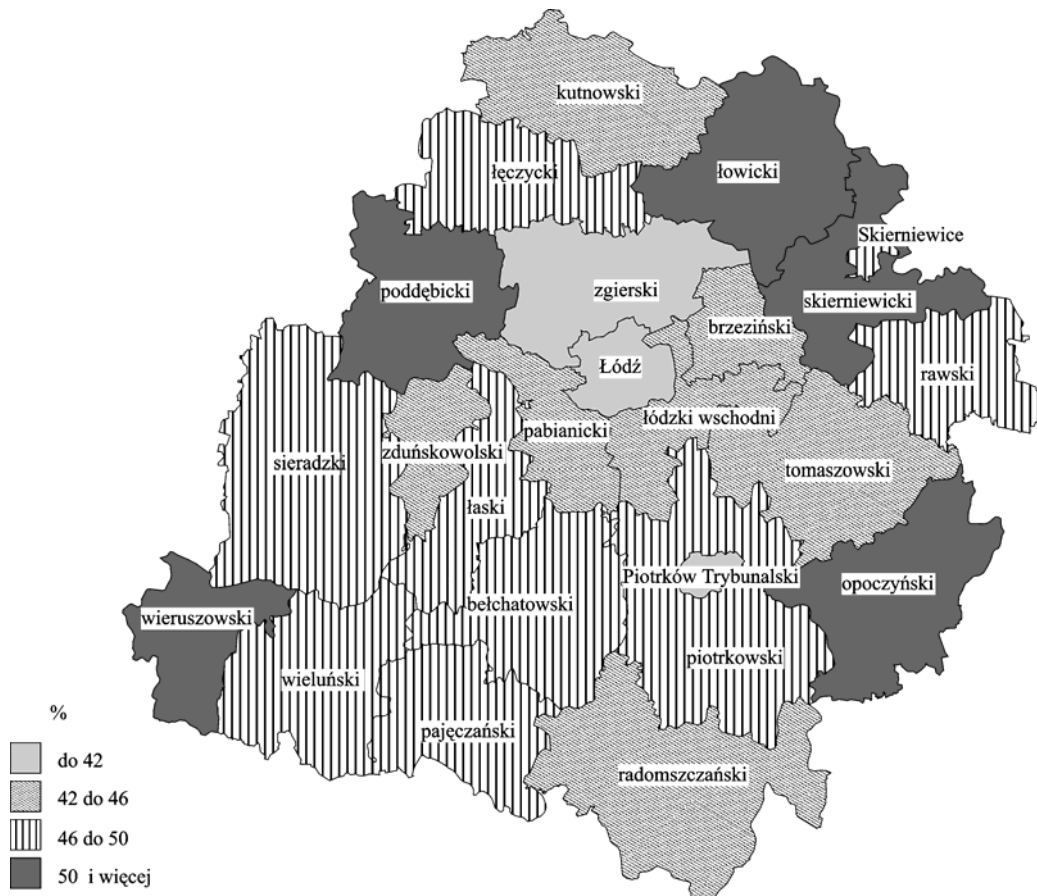 kutnowski
łęczycki
łowicki
Skierniewice
poddębicki
zgierski
skierniewicki
brzeziński
Łódź
rawski
łódzki wschodni
pabianicki
zduńskowolski
sieradzki
tomaszowski
łaski
Piotrków Trybunalski
opoczyński
bełchatowski
wieruszowski
piotrkowski
wieluński
pajęczański
radomszczański
%
do 42
42 do 46
46 do 50
50 i więcej